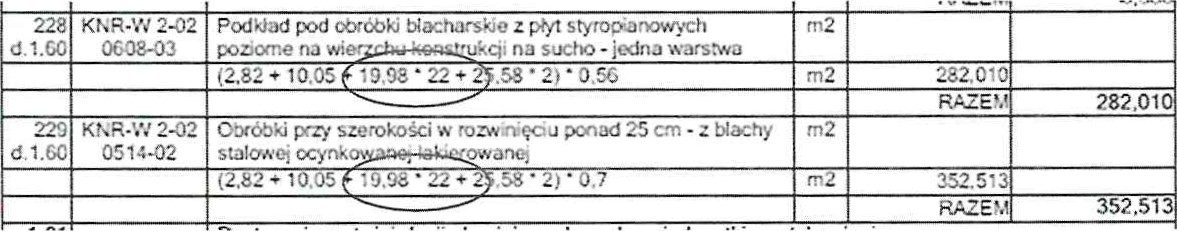 RAZEM
228 KNR-W 2-02 Podkład pod obróbki blacharskie z płyt styropianowych m2
d.1.60 0608-03 poziome na wierzchu konstrukcji na sucho - jedna warstwa
(2,82 + 10,05 + 19,98 * 22 + 25,58 * 2) * 0,56 m2 282,010
RAZEM 282,010
229 KNR-W 2-02 Obróbki przy szerokości w rozwinięciu ponad 25 cm - z blachy m2
d.1.60 0514-02 stalowej ocynkowanej lakierowanej
(2,82 + 10,05 + 19,98 * 22 + 25,58 * 2) * 0,7 m2 352,513
RAZEM 352,513